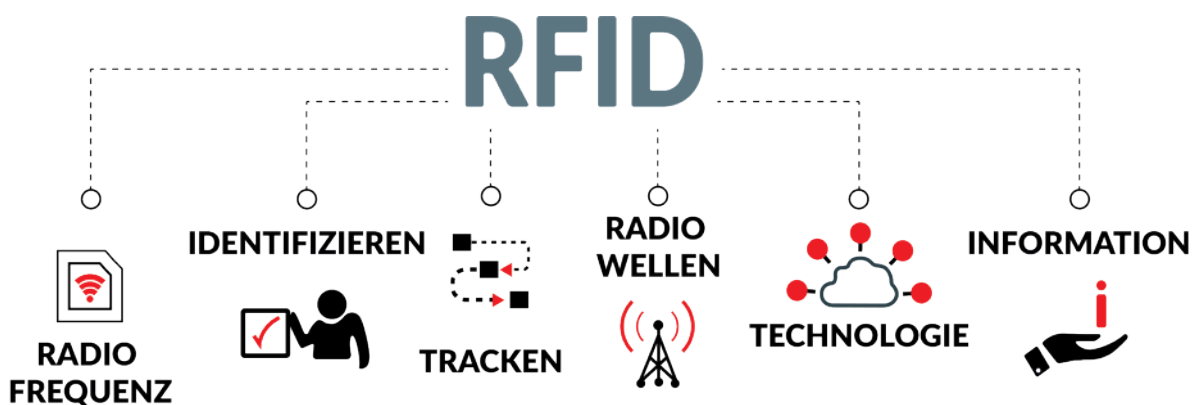 RFID
RADIO
FREQUENZ
IDENTIFIZIEREN
TRACKEN
RADIO
WELLEN
TECHNOLOGIE
INFORMATION
i